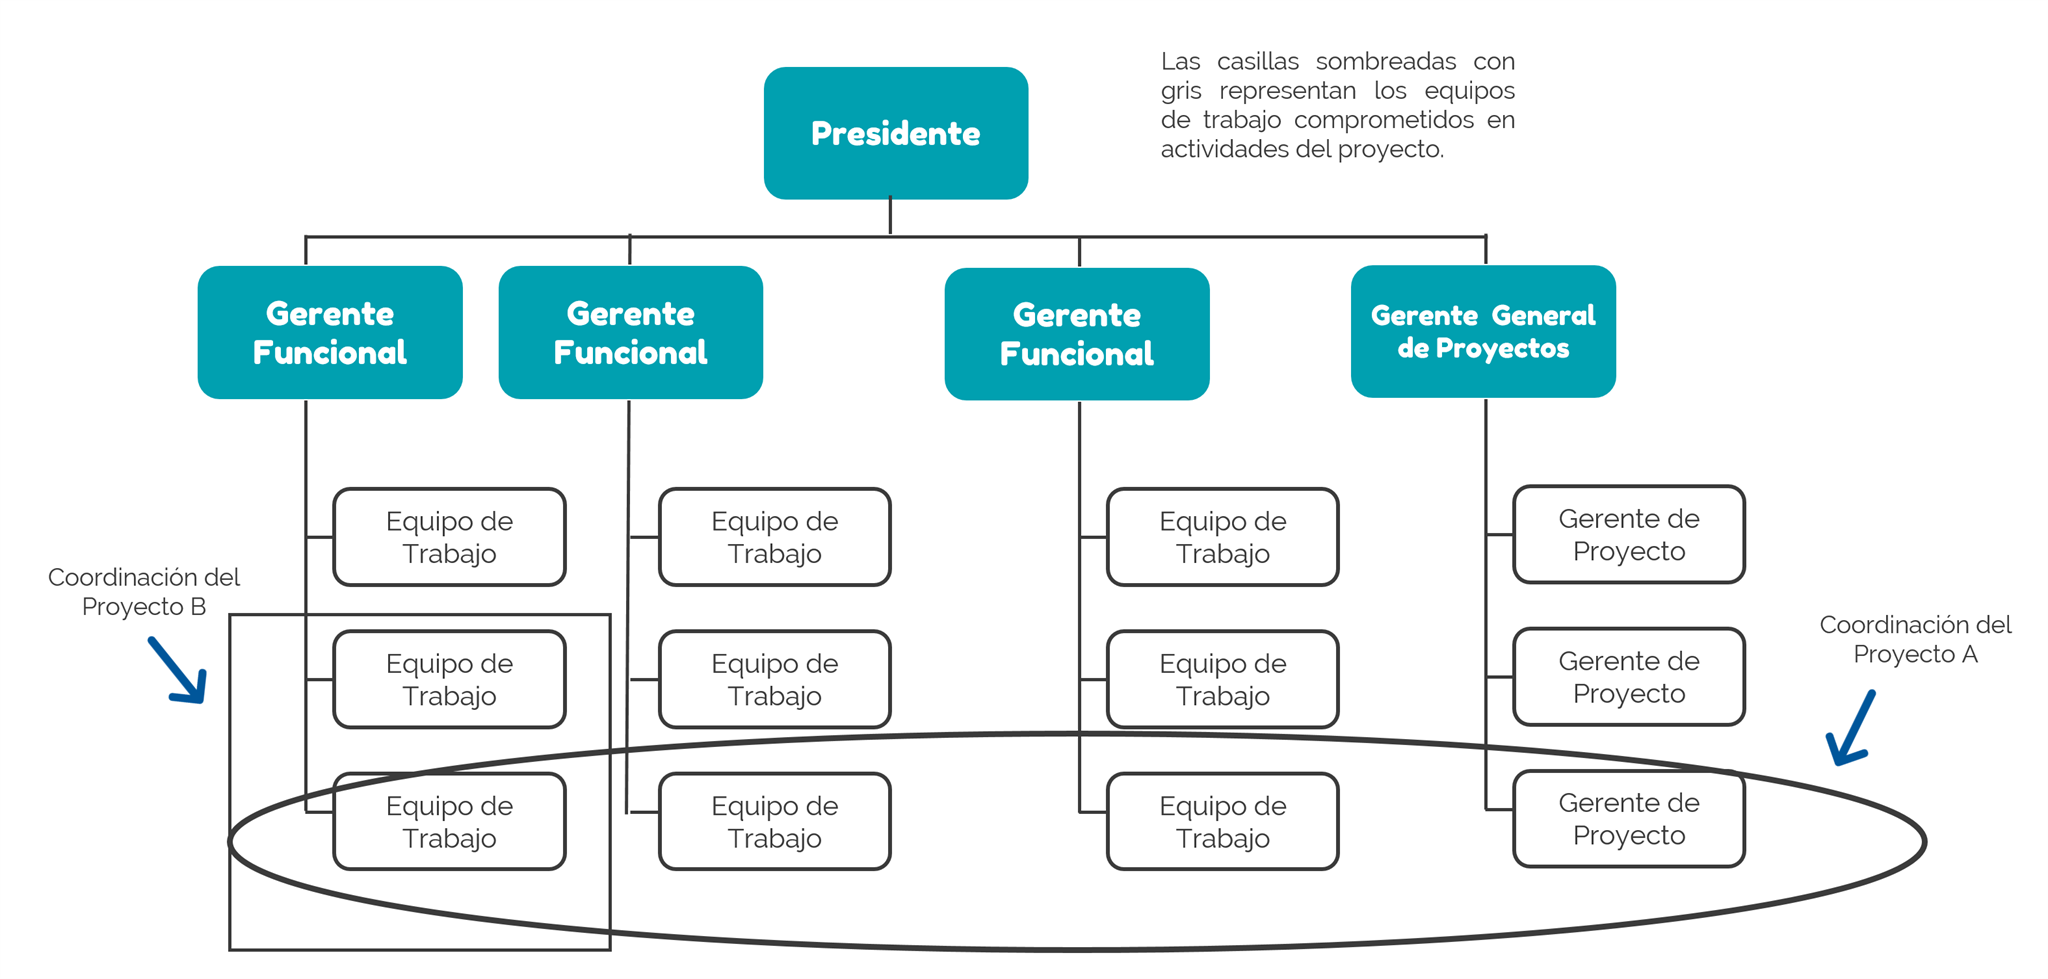 Las casillas sombreadas con
gris representan los equipos
de trabajo comprometidos en
actividades del proyecto.
Presidente
Gerente
Funcional
Gerente
Funcional
Gerente
Funcional
Gerente General
de Proyectos
Equipo de
Trabajo
Equipo de
Trabajo
Equipo de
Trabajo
Gerente de
Proyecto
Coordinación del
Proyecto B
Equipo de
Trabajo
Equipo de
Trabajo
Equipo de
Trabajo
Gerente de
Proyecto
Coordinación del
Proyecto A
Equipo de
Trabajo
Equipo de
Trabajo
Equipo de
Trabajo
Gerente de
Proyecto